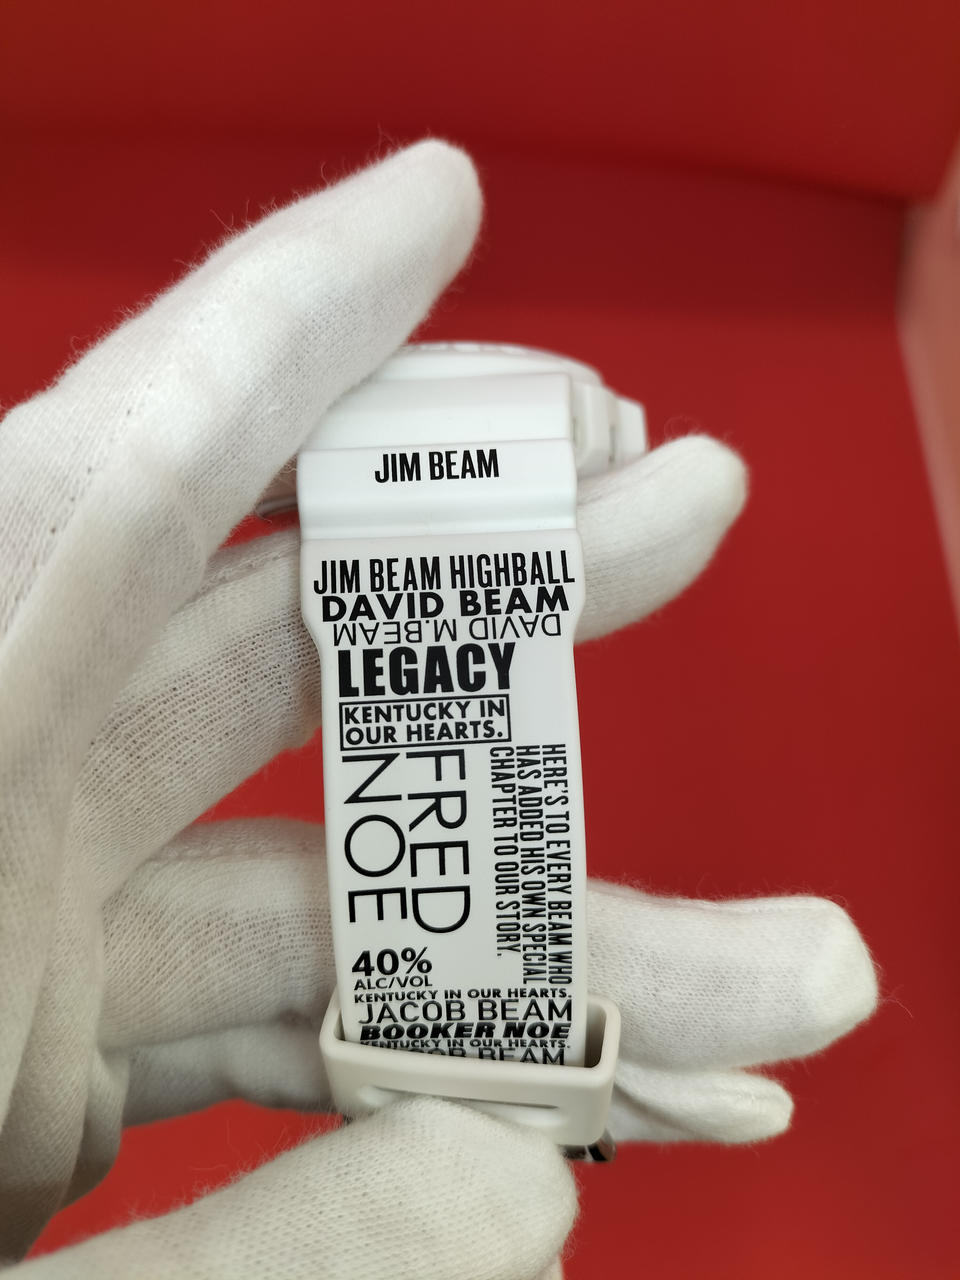 JIM BEAM
JIM BEAM HIGHBALL
DAVID BEAM
DAVID M.BEAM
LEGACY
KENTUCKY IN
OUR HEARTS.
FRED
NOE
HERE'S TO EVERY BEAM WHO
HAS ADDED HIS OWN SPECIAL
CHAPTER TO OUR STORY.
40%
ALC/VOL
KENTUCKY IN OUR HEARTS.
JACOB BEAM
BOOKER NOE
KENTUCKY IN OUR HEARTS.
JACOB BEAM